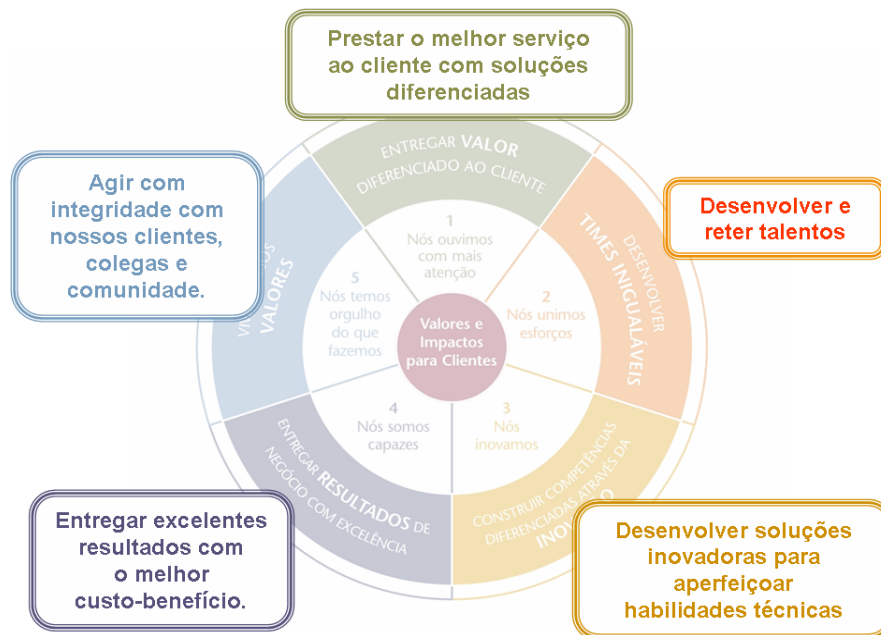 Prestar o melhor serviço
ao cliente com soluções
diferenciadas
Agir com
integridade com
nossos clientes,
colegas e
comunidade.
Desenvolver e
reter talentos
Entregar excelentes
resultados com
o melhor
custo-benefício.
Desenvolver soluções
inovadoras para
aperfeiçoar
habilidades técnicas
ENTREGAR VALOR
DIFERENCIADO AO CLIENTE
DESENVOLVER
TIMES INIGUALÁVEIS
CONSTRUIR COMPETÊNCIAS
DIFERENCIADAS ATRAVÉS DA
ENTREGAR RESULTADOS DE
NEGÓCIO COM EXCELÊNCIA
VALORES
1
Nós ouvimos
com mais
atenção
2
Nós unimos
esforços
3
Nós
inovamos
4
Nós somos
capazes
5
Nós temos
orgulho
do que
fazemos
Valores e
Impactos
para Clientes